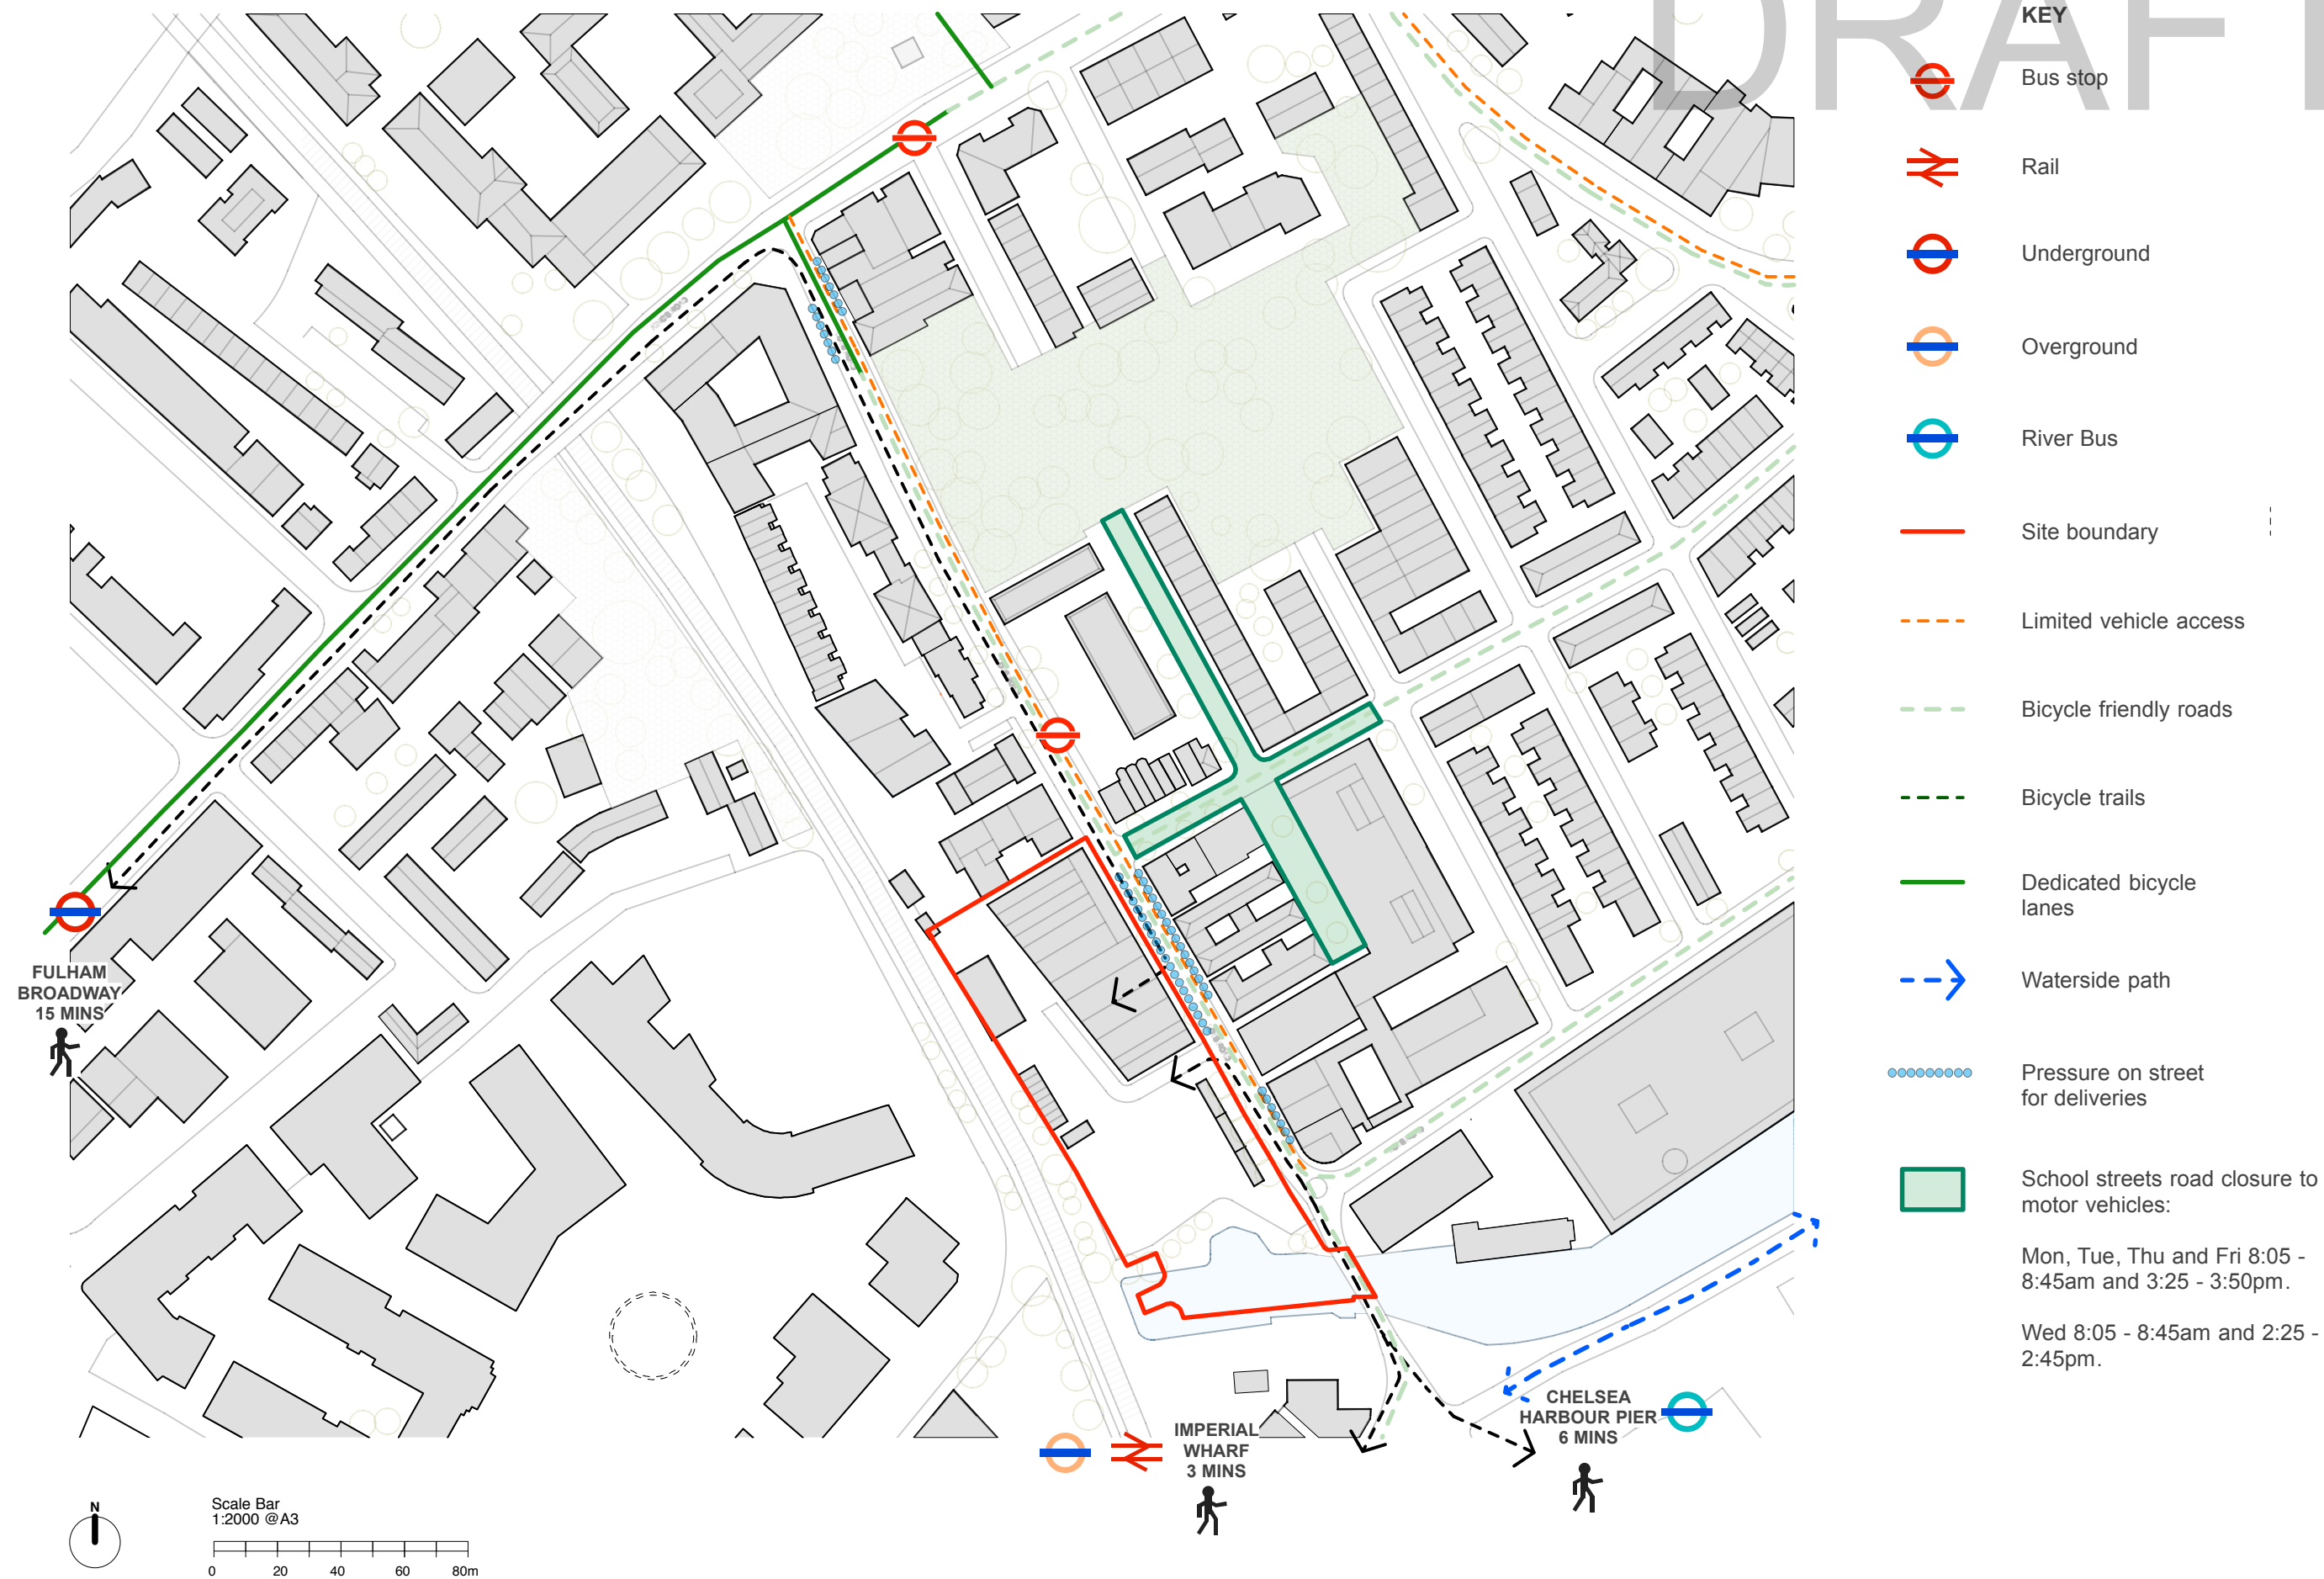 DRAFT
KEY
Bus stop
Rail
Underground
Overground
River Bus
Site boundary
Limited vehicle access
Bicycle friendly roads
Bicycle trails
Dedicated bicycle
lanes
Waterside path
Pressure on street
for deliveries
School streets road closure to
motor vehicles:
Mon, Tue, Thu and Fri 8:05 -
8:45am and 3:25 - 3:50pm.
Wed 8:05 - 8:45am and 2:25 -
2:45pm.
FULHAM
BROADWAY
15 MINS
IMPERIAL
WHARF
3 MINS
CHELSEA
HARBOUR PIER
6 MINS
N
Scale Bar
1:2000 @A3
0 20 40 60 80m